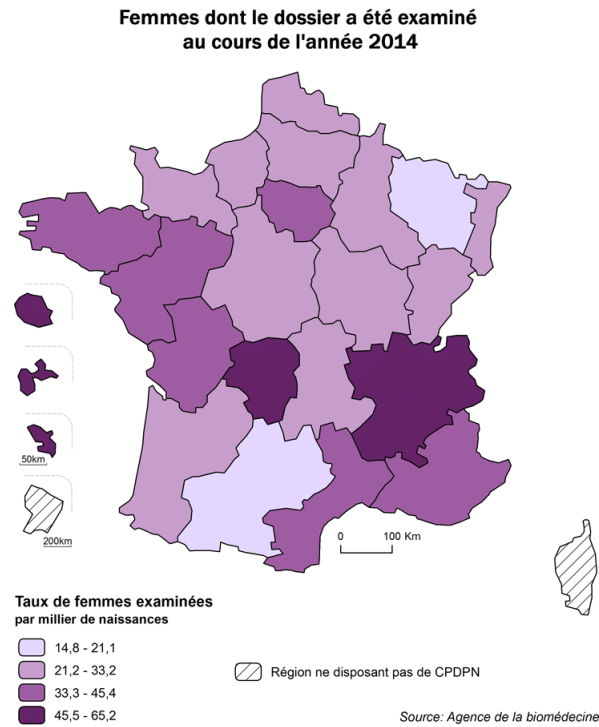 Femmes dont le dossier a été examiné
au cours de l'année 2014
50km
200km
0 100 Km
Taux de femmes examinées
par millier de naissances
14,8 - 21,1
21,2 - 33,2
33,3 - 45,4
45,5 - 65,2
Région ne disposant pas de CPDPN
Source: Agence de la biomédecine